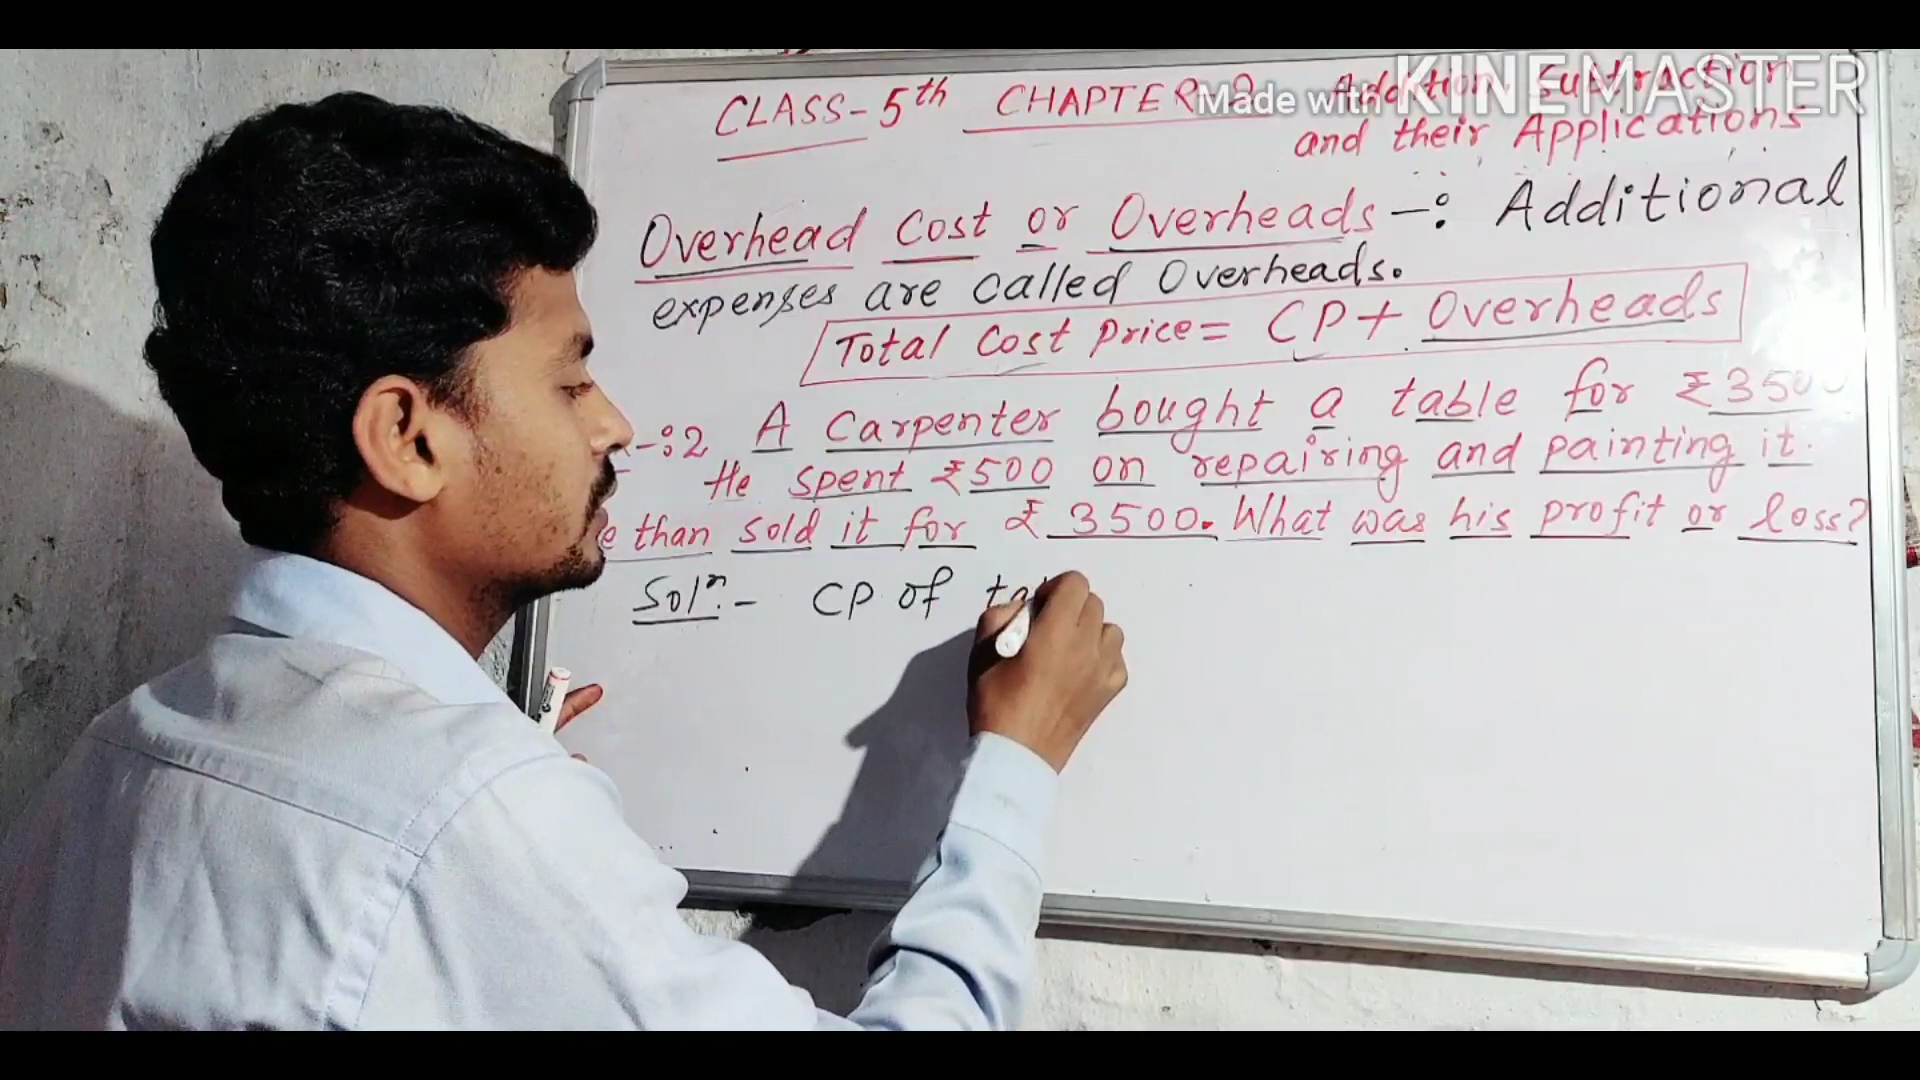 CLASS-5th CHAPTER Addition, Subtraction
Made with KINEMASTER
and their Applications
Overhead Cost or Overheads -: Additional
expenses are called Overheads.
Total Cost Price = CP + Overheads
-:2 A Carpenter bought a table for ₹3500
He spent ₹500 on repairing and painting it.
than sold it for ₹ 3500. What was his profit or loss?
Solⁿ:- CP of